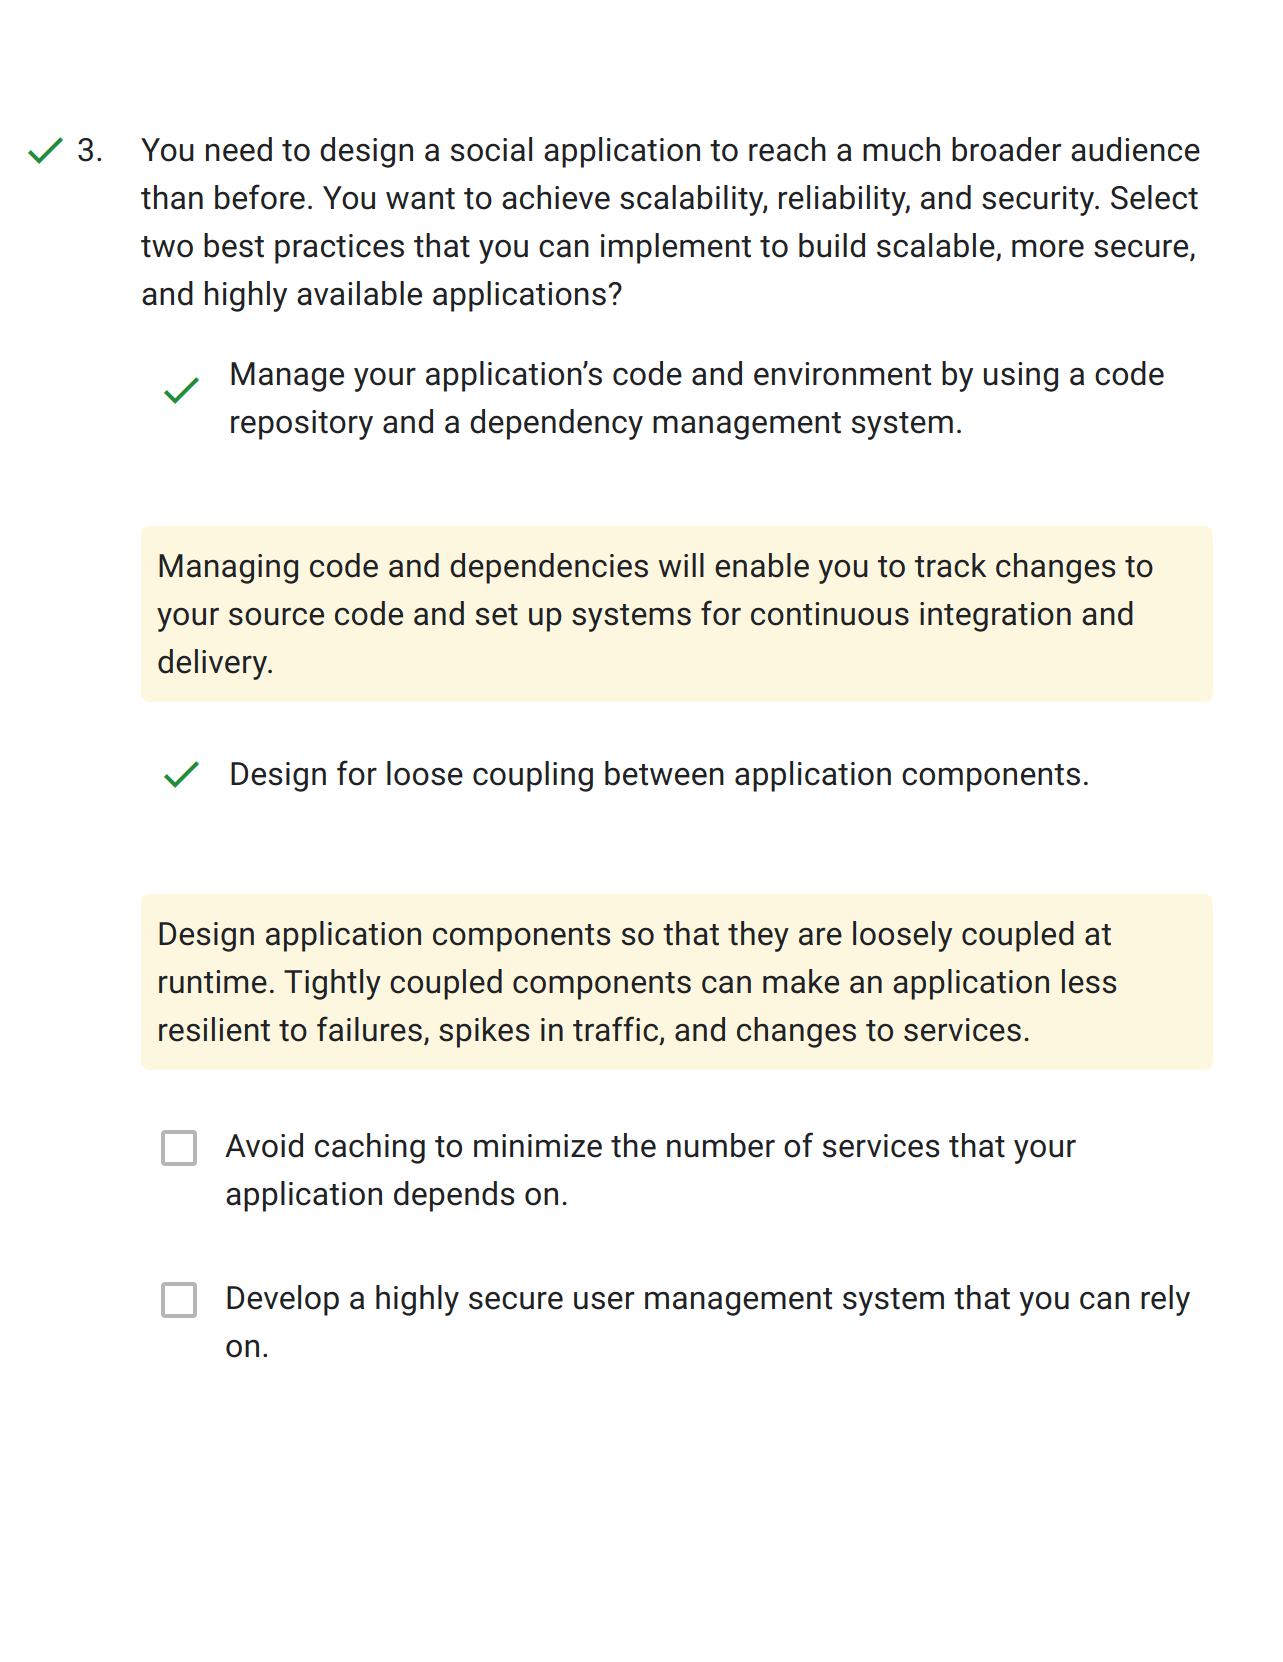 3. You need to design a social application to reach a much broader audience
than before. You want to achieve scalability, reliability, and security. Select
two best practices that you can implement to build scalable, more secure,
and highly available applications?
Manage your application’s code and environment by using a code
repository and a dependency management system.
Managing code and dependencies will enable you to track changes to
your source code and set up systems for continuous integration and
delivery.
Design for loose coupling between application components.
Design application components so that they are loosely coupled at
runtime. Tightly coupled components can make an application less
resilient to failures, spikes in traffic, and changes to services.
Avoid caching to minimize the number of services that your
application depends on.
Develop a highly secure user management system that you can rely
on.